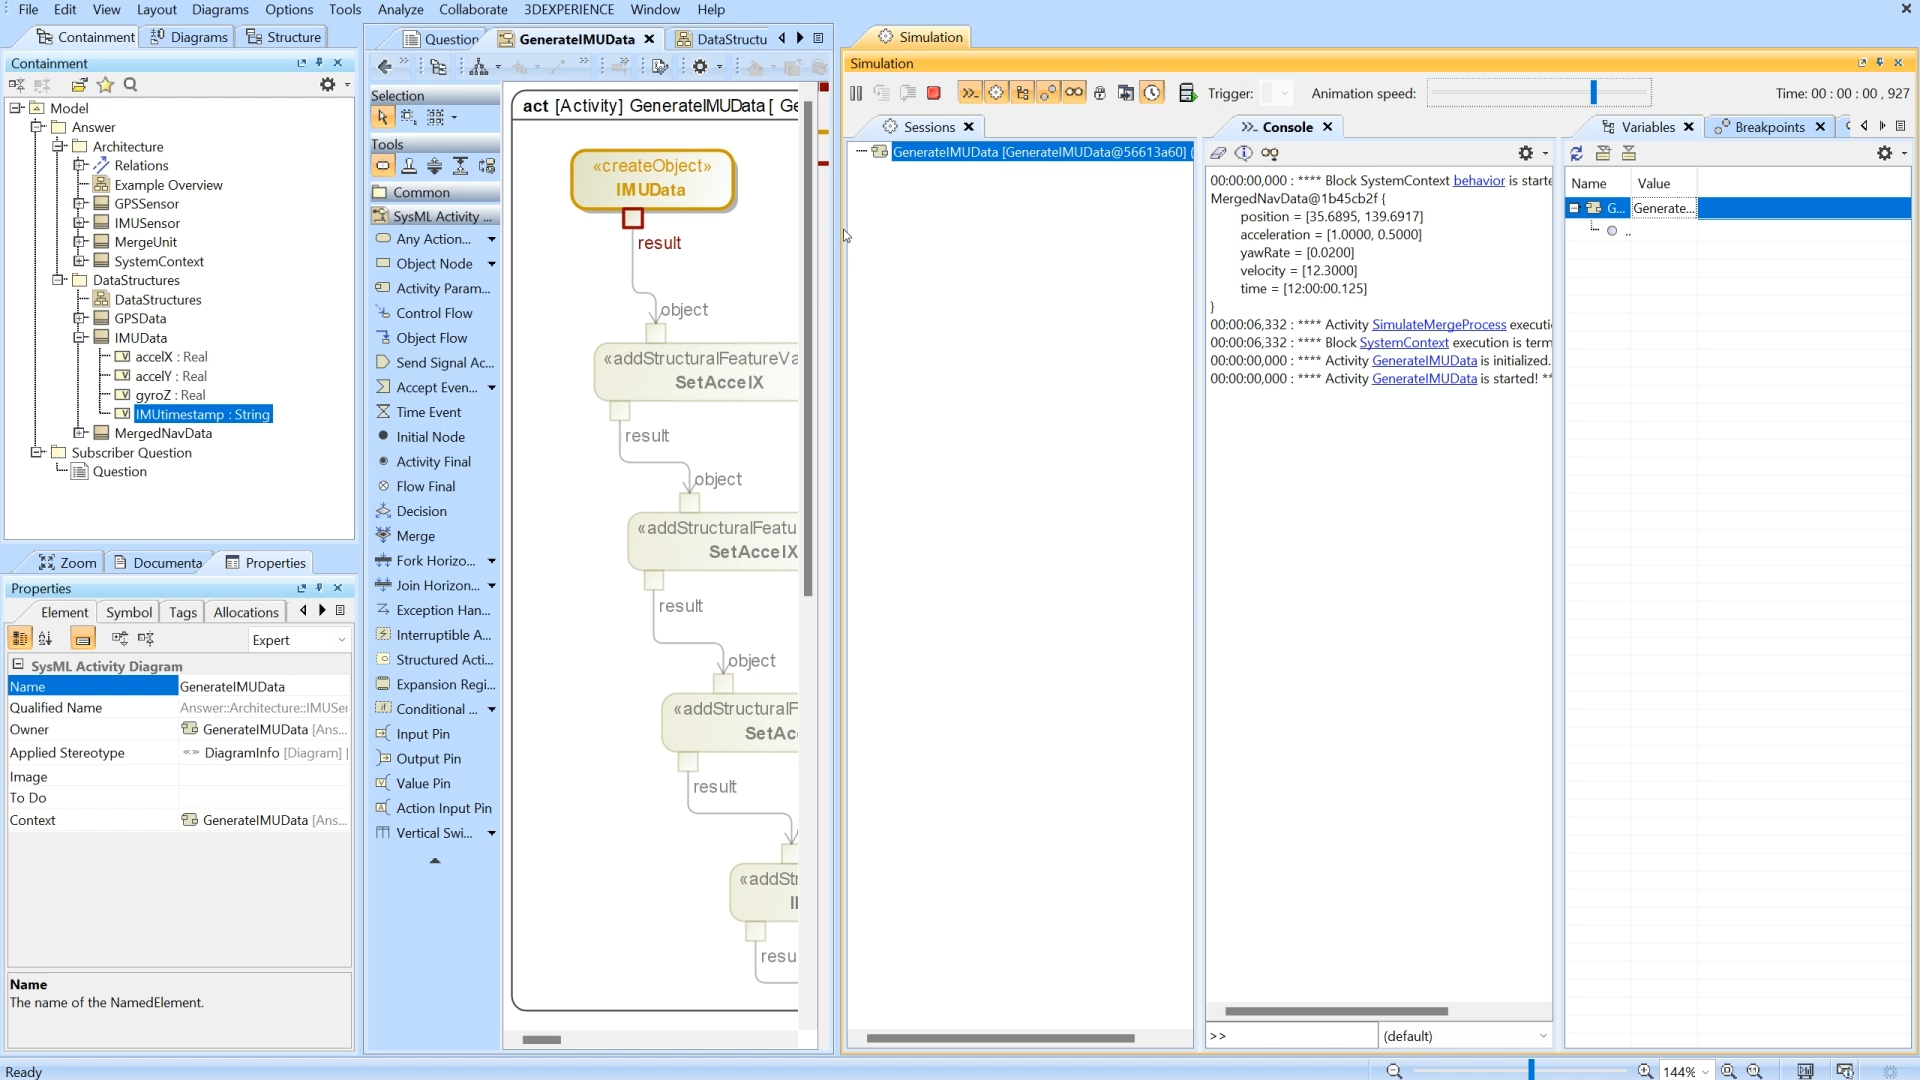 File Edit View Layout Diagrams Options Tools Analyze Collaborate 3DEXPERIENCE Window Help
Containment Diagrams Structure
Containment
Model
Answer
Architecture
Relations
Example Overview
GPSSensor
IMUSensor
MergeUnit
SystemContext
DataStructures
DataStructures
GPSData
IMUData
accelX : Real
accelY : Real
gyroZ : Real
IMUtimestamp : String
MergedNavData
Subscriber Question
Question
Zoom Documenta Properties
Properties
Element Symbol Tags Allocations
Expert
SysML Activity Diagram
Name GenerateIMUData
Qualified Name Answer::Architecture::IMUSe
Owner GenerateIMUData [Ans...
Applied Stereotype «» DiagramInfo [Diagram] |
Image
To Do
Context GenerateIMUData [Ans...
Name
The name of the NamedElement.
Ready
Question GenerateIMUData DataStructu
Selection
Tools
Common
SysML Activity ...
Any Action...
Object Node
Activity Param...
Control Flow
Object Flow
Send Signal Ac...
Accept Even...
Time Event
Initial Node
Activity Final
Flow Final
Decision
Merge
Fork Horizo...
Join Horizon...
Exception Han...
Interruptible A...
Structured Acti...
Expansion Regi...
Conditional ...
Input Pin
Output Pin
Value Pin
Action Input Pin
Vertical Swi...
act [Activity] GenerateIMUData [ Ge
«createObject»
IMUData
result
object
«addStructuralFeatureVa
SetAccelX
result
object
«addStructuralFeatu
SetAccelX
result
object
«addStructuralF
SetAc
result
«addSt
resu
Simulation
Simulation
Trigger: Animation speed: Time: 00 : 00 : 00 , 927
Sessions
GenerateIMUData [GenerateIMUData@56613a60] (
Console
00:00:00,000 : **** Block SystemContext behavior is starte
MergedNavData@1b45cb2f {
position = [35.6895, 139.6917]
acceleration = [1.0000, 0.5000]
yawRate = [0.0200]
velocity = [12.3000]
time = [12:00:00.125]
}
00:00:06,332 : **** Activity SimulateMergeProcess executi
00:00:06,332 : **** Block SystemContext execution is term
00:00:00,000 : **** Activity GenerateIMUData is initialized.
00:00:00,000 : **** Activity GenerateIMUData is started! **
>> (default)
Variables Breakpoints
Name Value
G... Generate...
..
144%